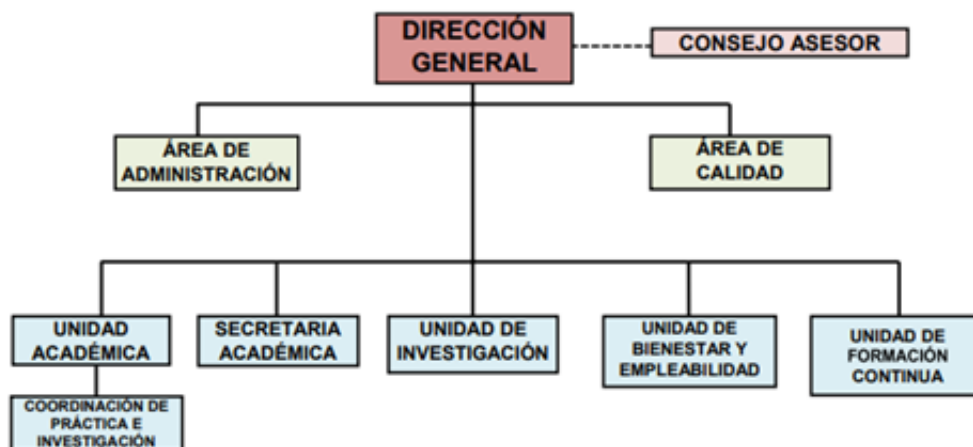 DIRECCIÓN
GENERAL
CONSEJO ASESOR
ÁREA DE
ADMINISTRACIÓN
ÁREA DE
CALIDAD
UNIDAD
ACADÉMICA
SECRETARIA
ACADÉMICA
UNIDAD DE
INVESTIGACIÓN
UNIDAD DE
BIENESTAR Y
EMPLEABILIDAD
UNIDAD DE
FORMACIÓN
CONTINUA
COORDINACIÓN DE
PRÁCTICA E
INVESTIGACIÓN